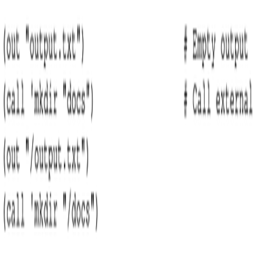 (out "output.txt") # Empty output
(call 'mkdir "docs") # Call external
(out "/output.txt")
(call 'mkdir "/docs")